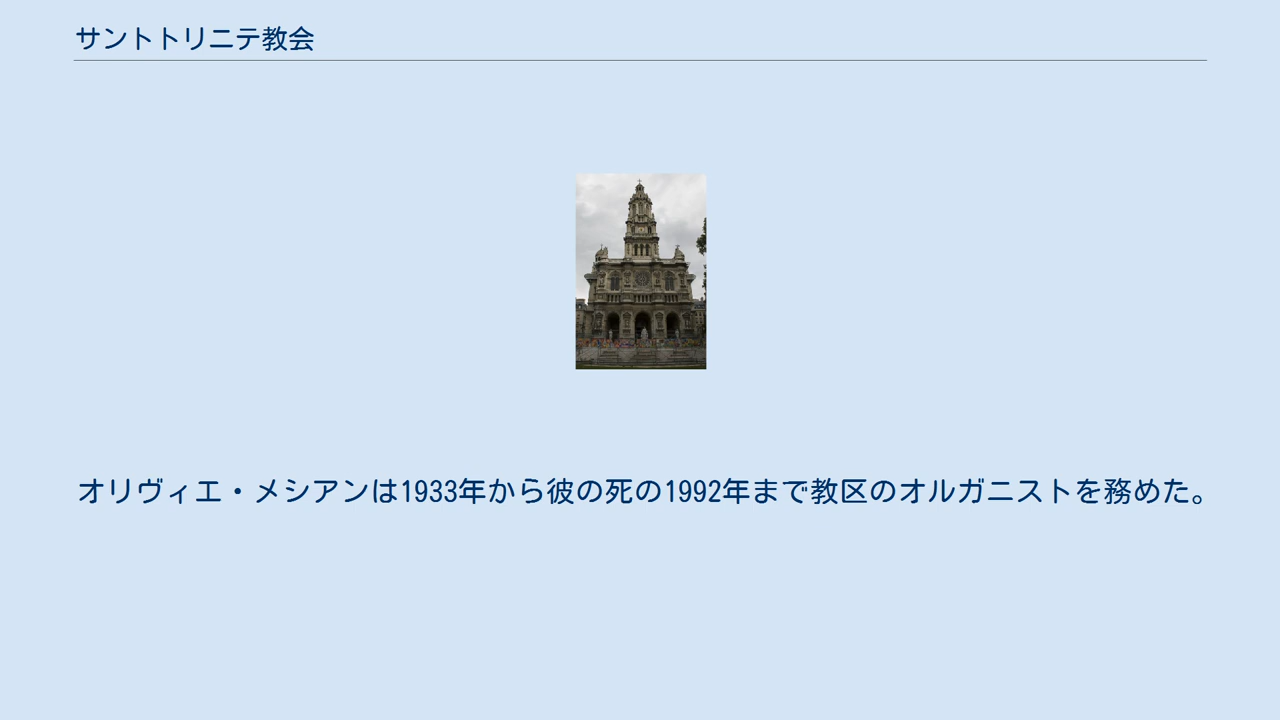 サントトリニテ教会
オリヴィエ・メシアンは1933年から彼の死の1992年まで教区のオルガニストを務めた。